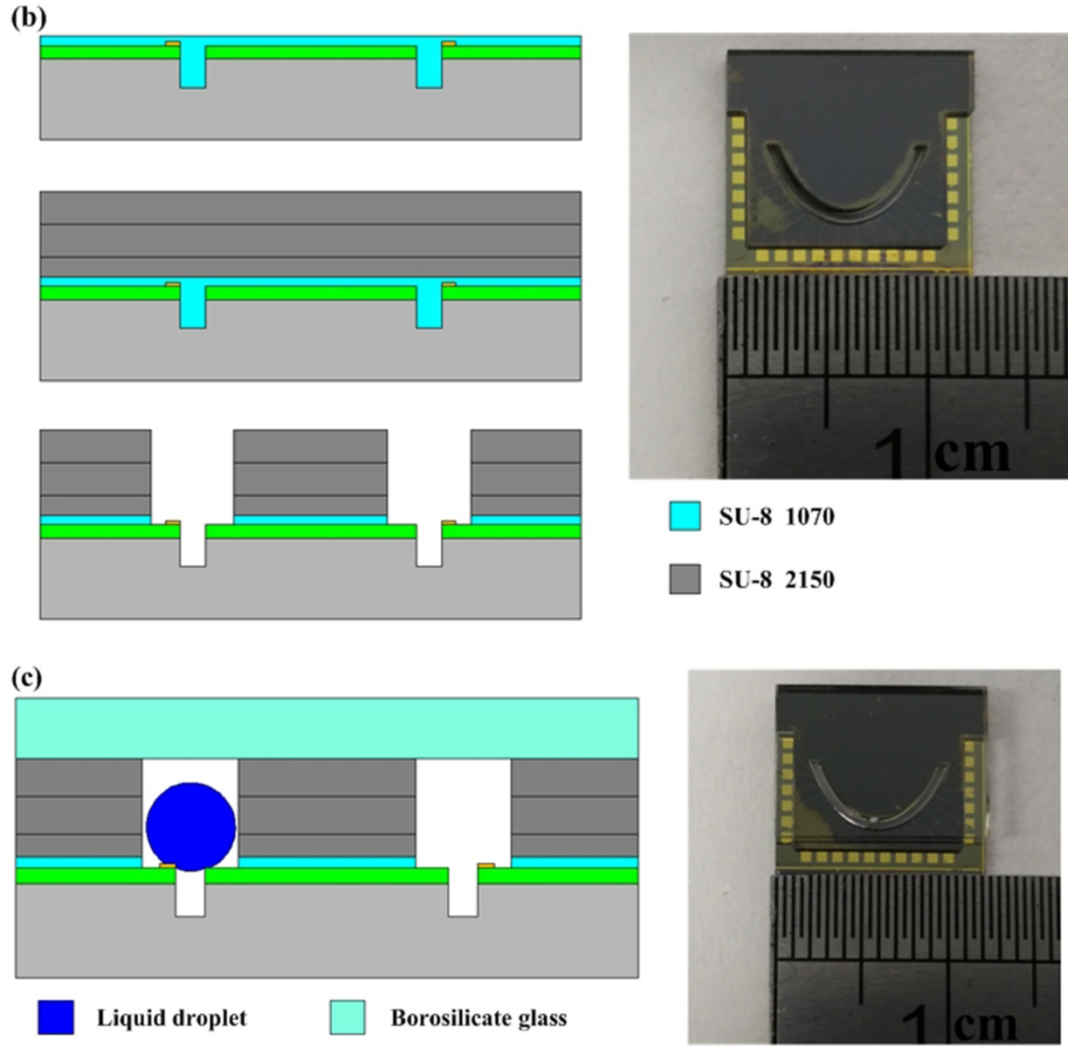 (b)
1 cm
SU-8 1070
SU-8 2150
(c)
1 cm
Liquid droplet
Borosilicate glass